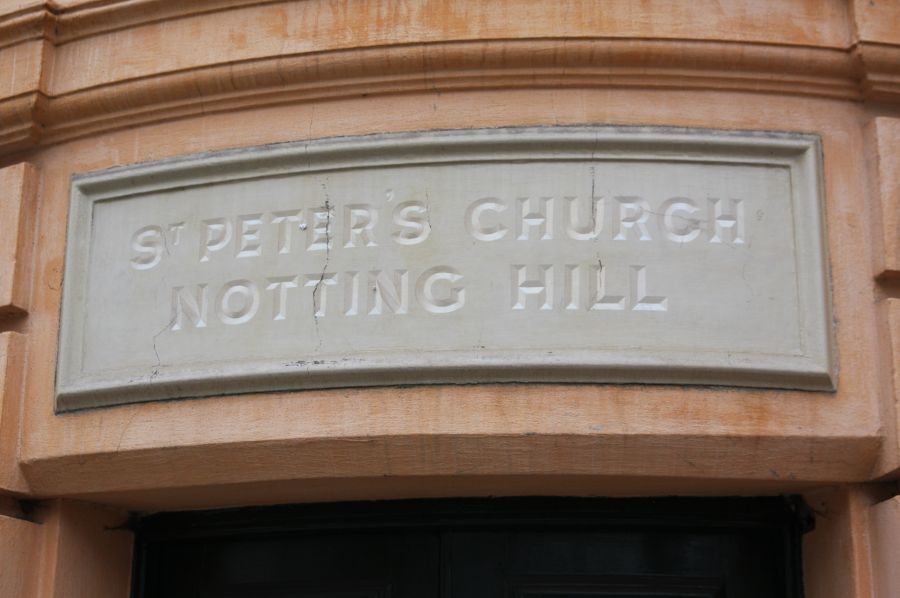 ST PETER'S CHURCH
NOTTING HILL